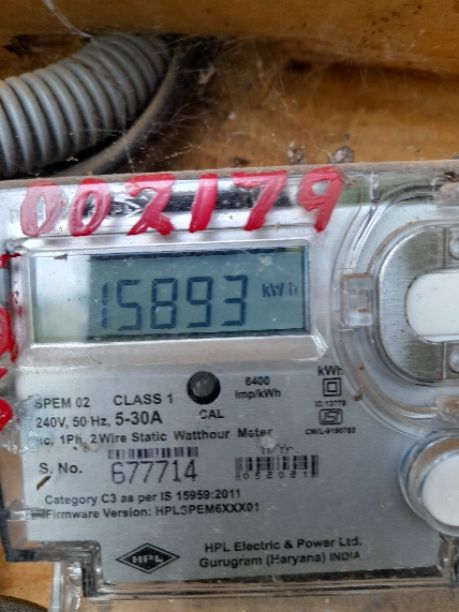 002179
15893 kWh
SPEM 02 CLASS 1
240V, 50 Hz, 5-30A
CAL
6400
imp/kWh
kWh
ac, 1Ph, 2Wire Static Watthour Meter
S. No. 677714
052021
Category C3 as per IS 15959:2011
Firmware Version: HPLSPEM6XXX01
HPL
HPL Electric & Power Ltd.
Gurugram (Haryana) INDIA